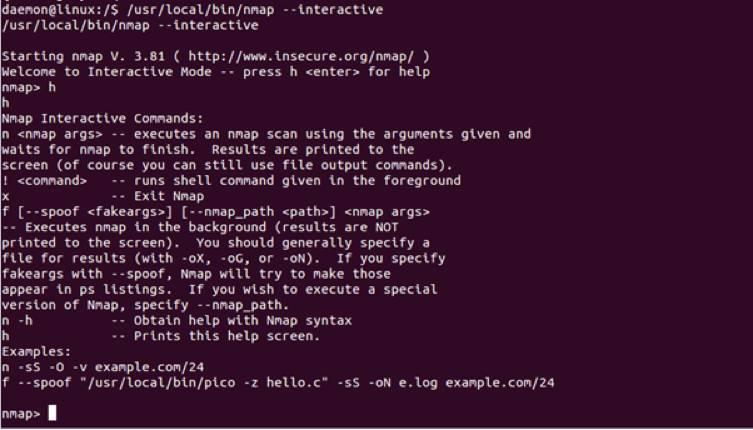 daemon@linux:/$ /usr/local/bin/nmap --interactive
/usr/local/bin/nmap --interactive
Starting nmap V. 3.81 ( http://www.insecure.org/nmap/ )
Welcome to Interactive Mode -- press h <enter> for help
nmap> h
h
Nmap Interactive Commands:
n <nmap args> -- executes an nmap scan using the arguments given and
waits for nmap to finish.  Results are printed to the
screen (of course you can still use file output commands).
! <command>   -- runs shell command given in the foreground
x             -- Exit Nmap
f [--spoof <fakeargs>] [--nmap_path <path>] <nmap args>
-- Executes nmap in the background (results are NOT
printed to the screen).  You should generally specify a
file for results (with -oX, -oG, or -oN).  If you specify
fakeargs with --spoof, Nmap will try to make those
appear in ps listings.  If you wish to execute a special
version of Nmap, specify --nmap_path.
n -h          -- Obtain help with Nmap syntax
h             -- Prints this help screen.
Examples:
n -sS -O -v example.com/24
f --spoof "/usr/local/bin/pico -z hello.c" -sS -oN e.log example.com/24
nmap>